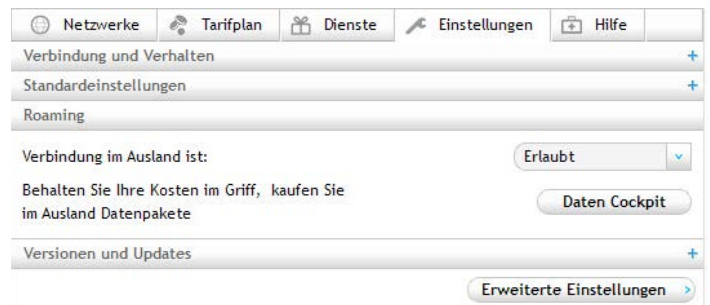 Netzwerke Tarifplan Dienste Einstellungen Hilfe
Verbindung und Verhalten +
Standardeinstellungen +
Roaming
Verbindung im Ausland ist: Erlaubt
Behalten Sie Ihre Kosten im Griff, kaufen Sie
im Ausland Datenpakete
Daten Cockpit
Versionen und Updates +
Erweiterte Einstellungen >